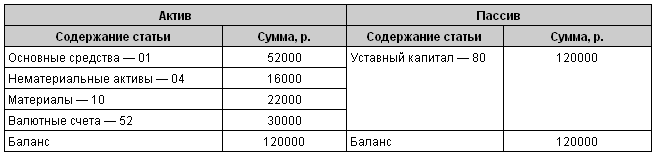 Актив Пассив
Содержание статьи Сумма, р. Содержание статьи Сумма, р.
Основные средства — 01 52000 Уставный капитал — 80 120000
Нематериальные активы — 04 16000
Материалы — 10 22000
Валютные счета — 52 30000
Баланс 120000 Баланс 120000